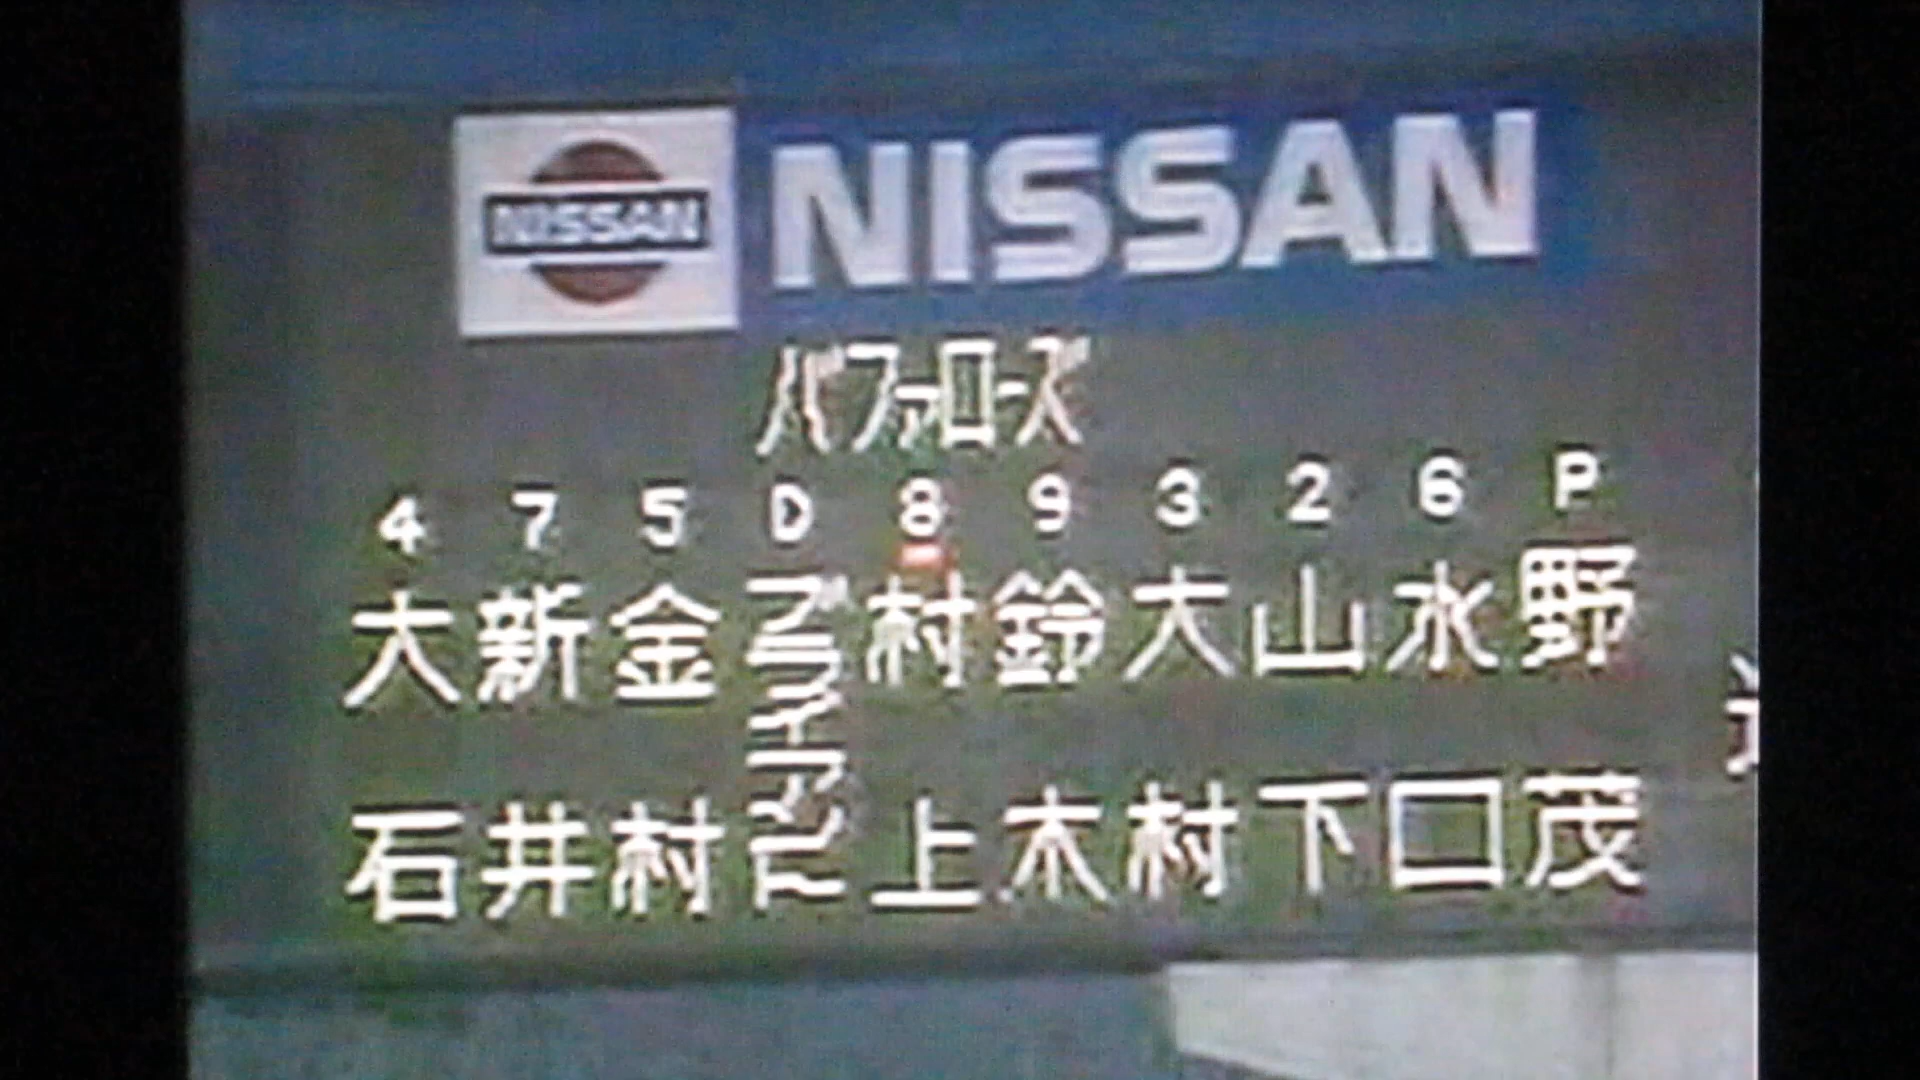 NISSAN
NISSAN
バファローズ
4 7 5 D 8 9 3 2 6 P
大石
新井
金村
ブライアント
村上
鈴木
大村
山下
水口
野茂